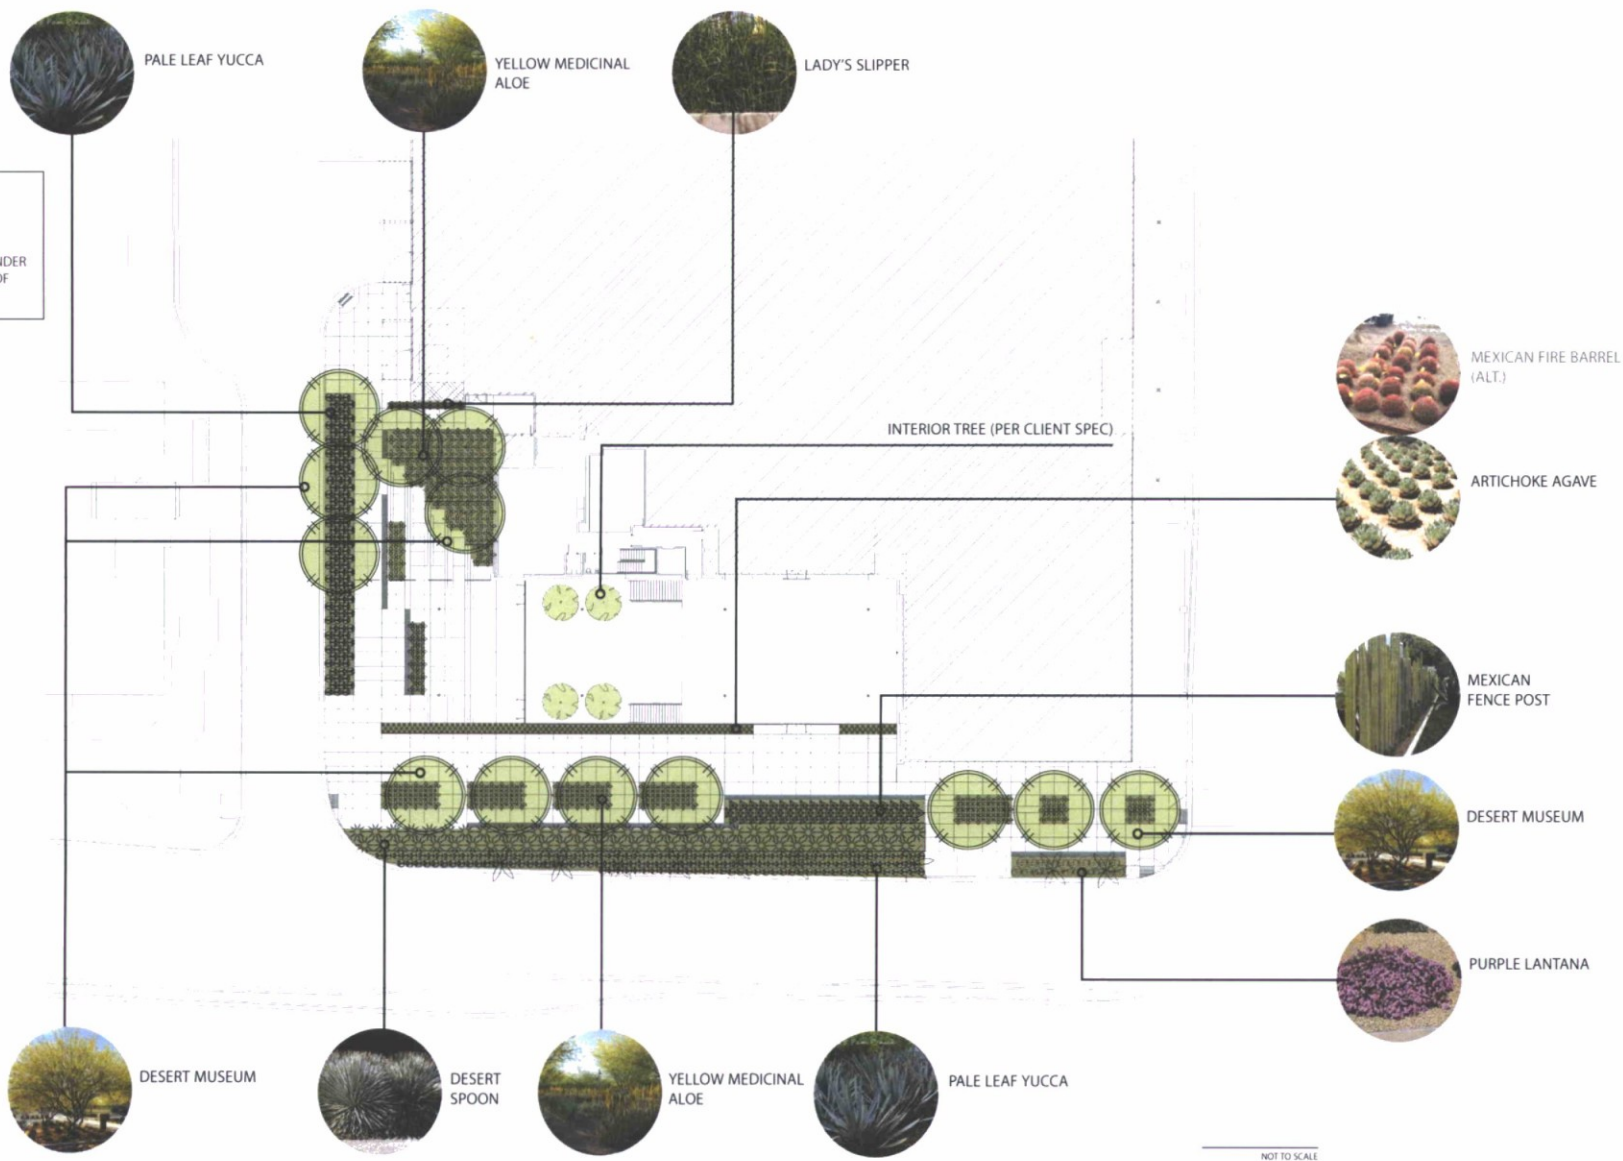 PALE LEAF YUCCA
YELLOW MEDICINAL
ALOE
LADY'S SLIPPER
MEXICAN FIRE BARREL
(ALT.)
INTERIOR TREE (PER CLIENT SPEC)
ARTICHOKE AGAVE
MEXICAN
FENCE POST
DESERT MUSEUM
PURPLE LANTANA
DESERT MUSEUM
DESERT
SPOON
YELLOW MEDICINAL
ALOE
PALE LEAF YUCCA
NOT TO SCALE